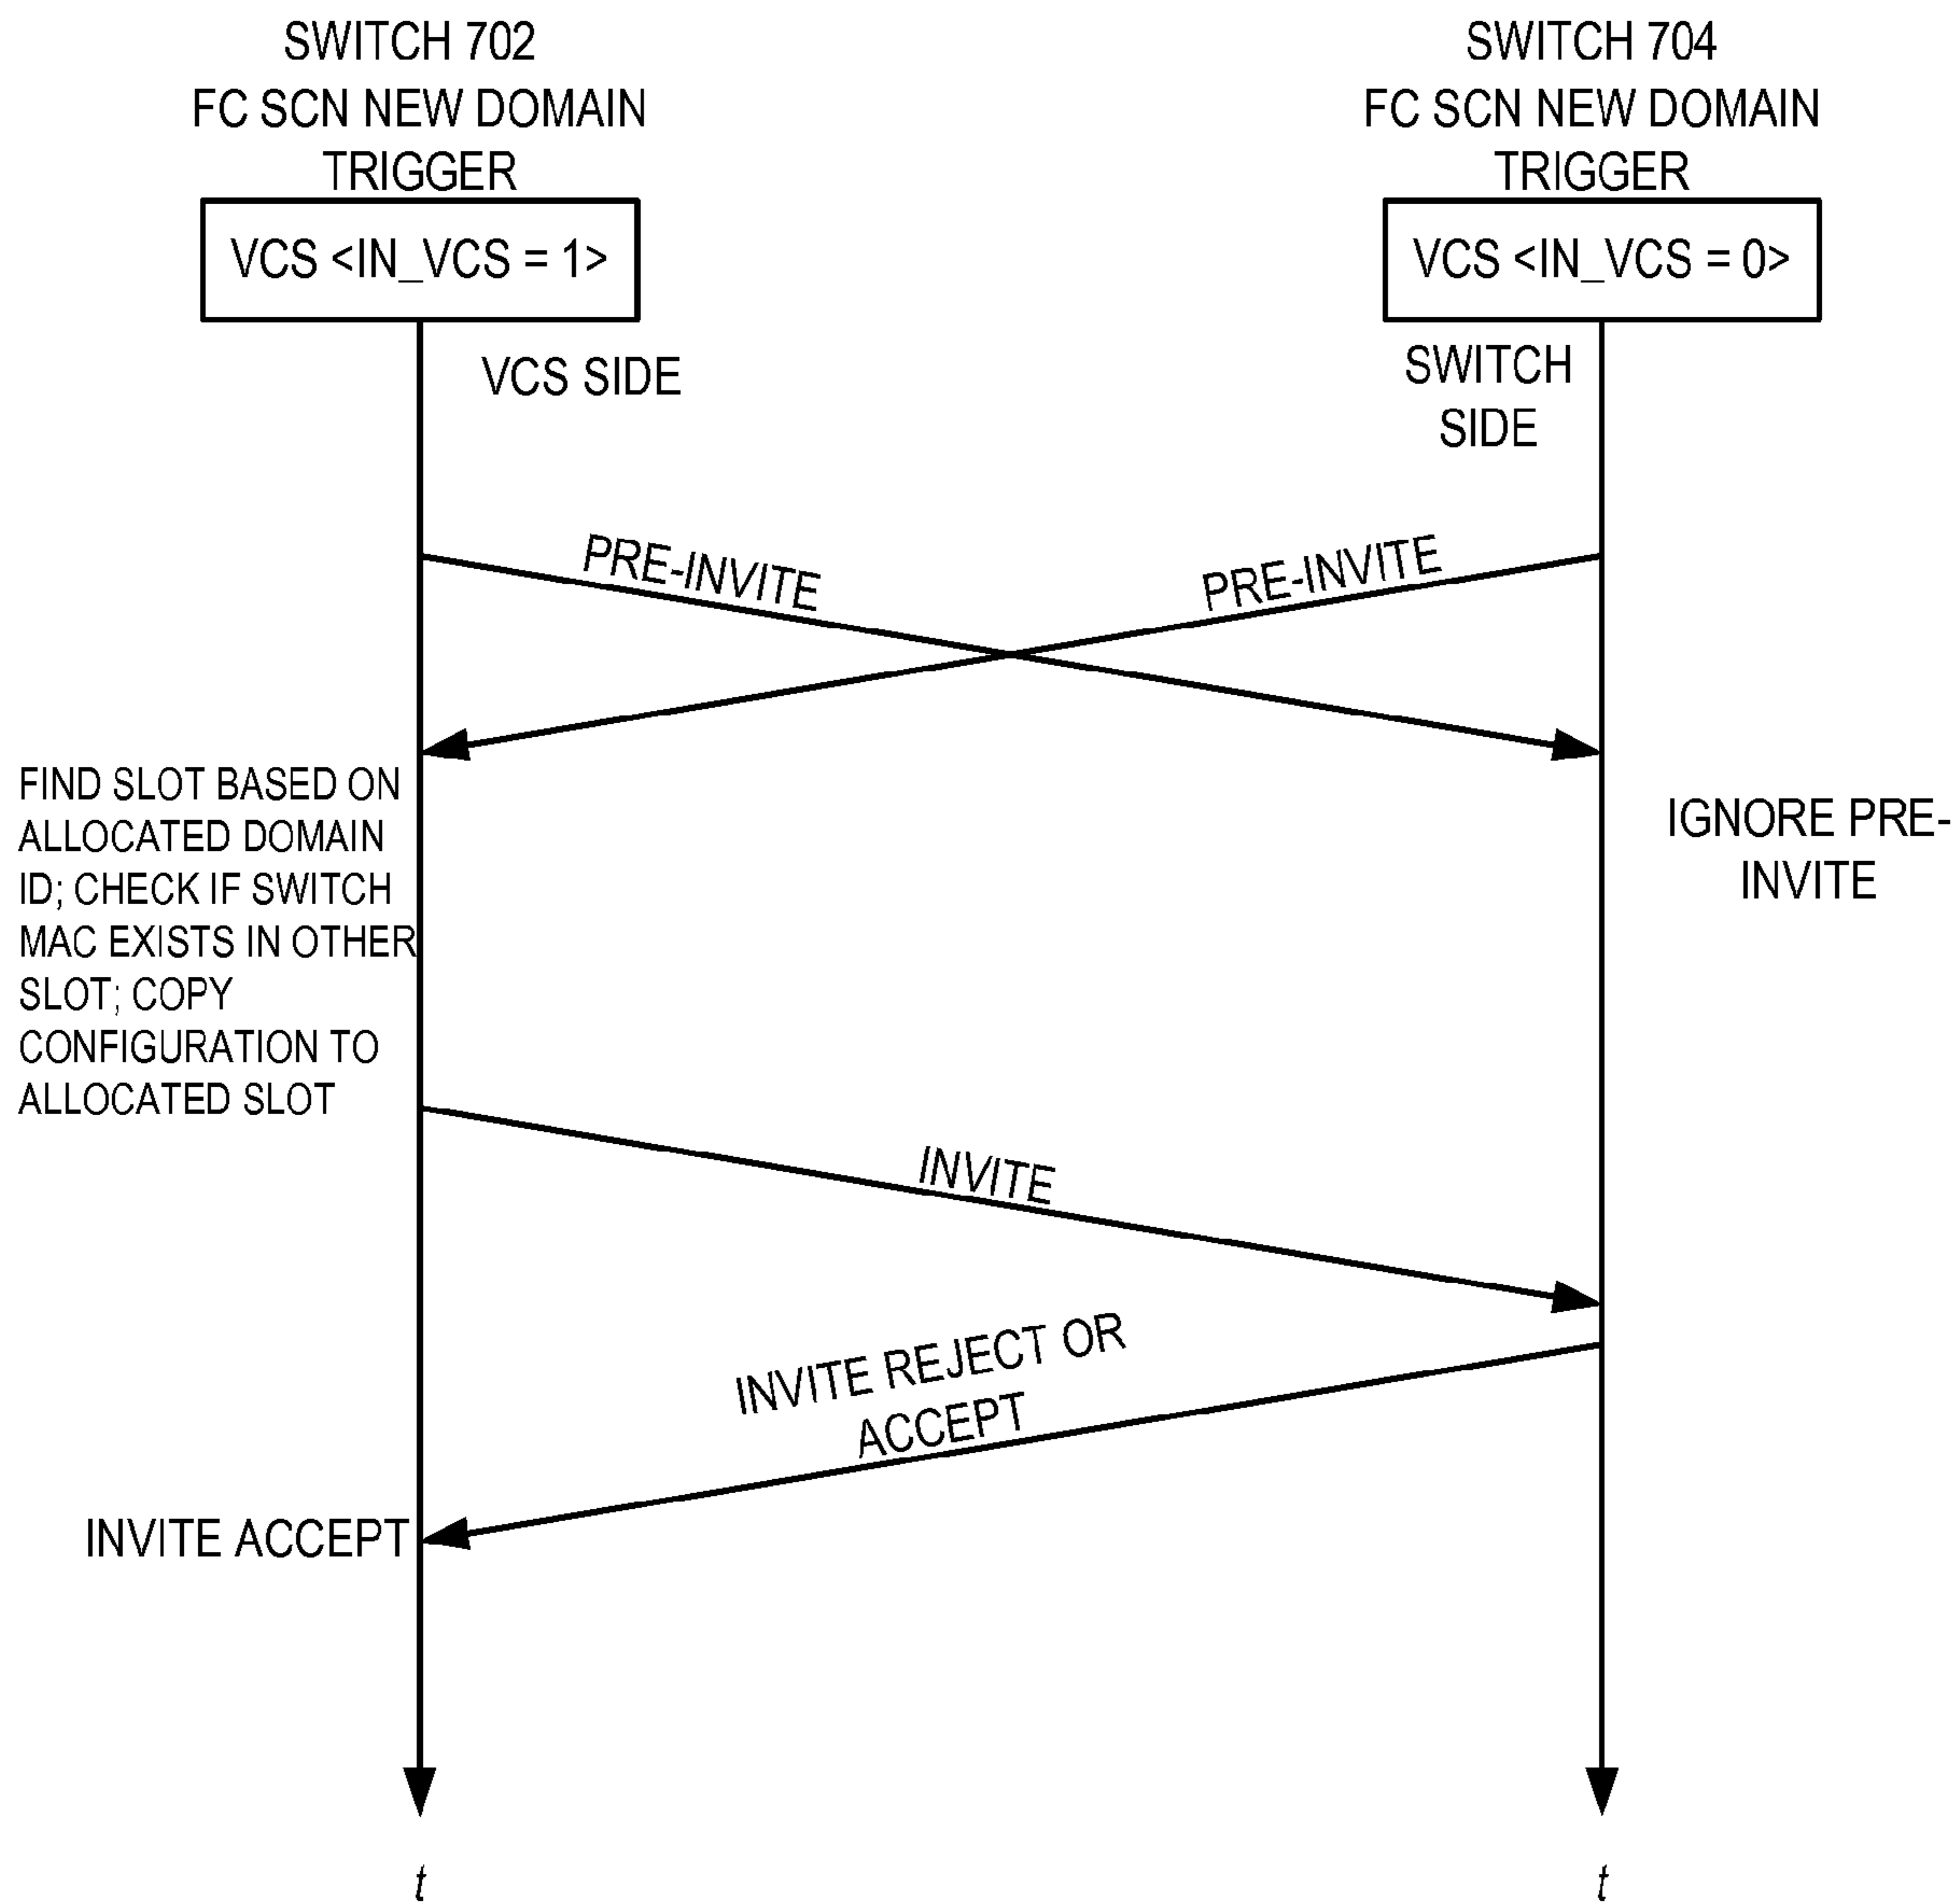 SWITCH 702
FC SCN NEW DOMAIN
TRIGGER
VCS <IN_VCS = 1>
VCS SIDE
SWITCH 704
FC SCN NEW DOMAIN
TRIGGER
VCS <IN_VCS = 0>
SWITCH
SIDE
PRE-INVITE
PRE-INVITE
FIND SLOT BASED ON
ALLOCATED DOMAIN
ID; CHECK IF SWITCH
MAC EXISTS IN OTHER
SLOT; COPY
CONFIGURATION TO
ALLOCATED SLOT
IGNORE PRE-
INVITE
INVITE
INVITE REJECT OR
ACCEPT
INVITE ACCEPT
t
t